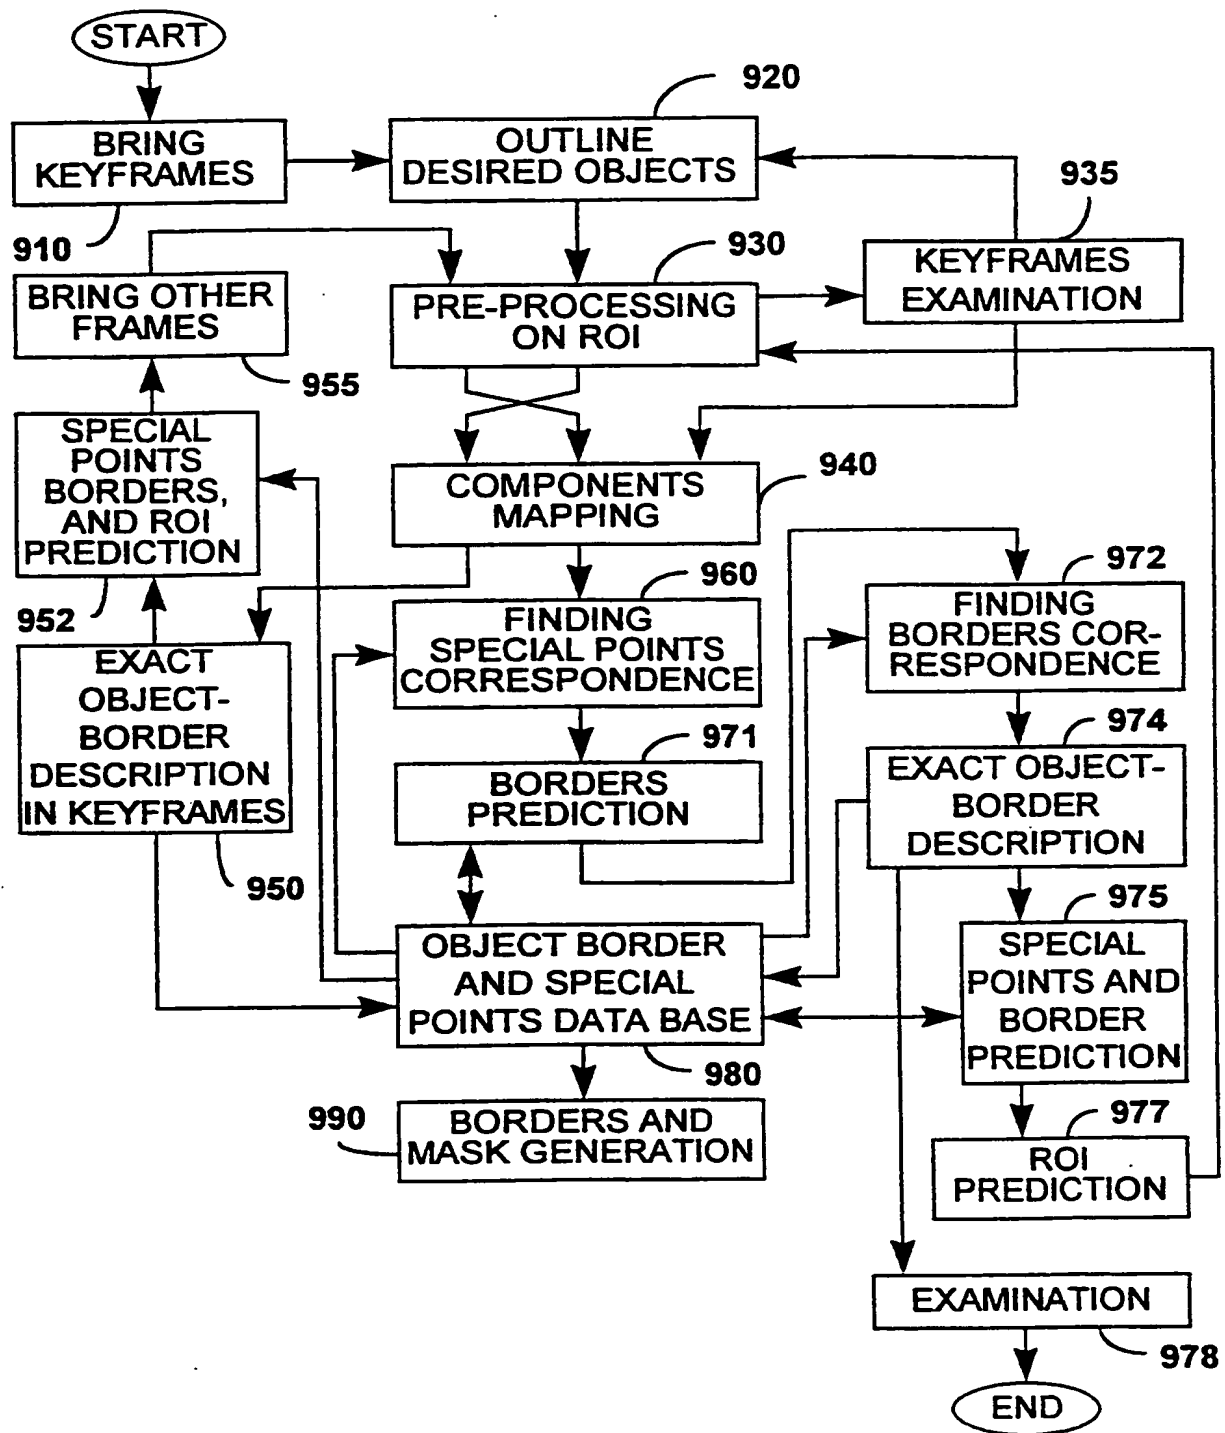 START
920
BRING
KEYFRAMES
OUTLINE
DESIRED OBJECTS
935
910
930
BRING OTHER
FRAMES
PRE-PROCESSING
ON ROI
KEYFRAMES
EXAMINATION
955
SPECIAL
POINTS
BORDERS,
AND ROI
PREDICTION
940
COMPONENTS
MAPPING
952
960
972
EXACT
OBJECT-
BORDER
DESCRIPTION
IN KEYFRAMES
FINDING
SPECIAL POINTS
CORRESPONDENCE
FINDING
BORDERS COR-
RESPONDENCE
971
974
BORDERS
PREDICTION
EXACT OBJECT-
BORDER
DESCRIPTION
950
975
OBJECT BORDER
AND SPECIAL
POINTS DATA BASE
SPECIAL
POINTS AND
BORDER
PREDICTION
980
990
BORDERS AND
MASK GENERATION
977
ROI
PREDICTION
EXAMINATION
978
END